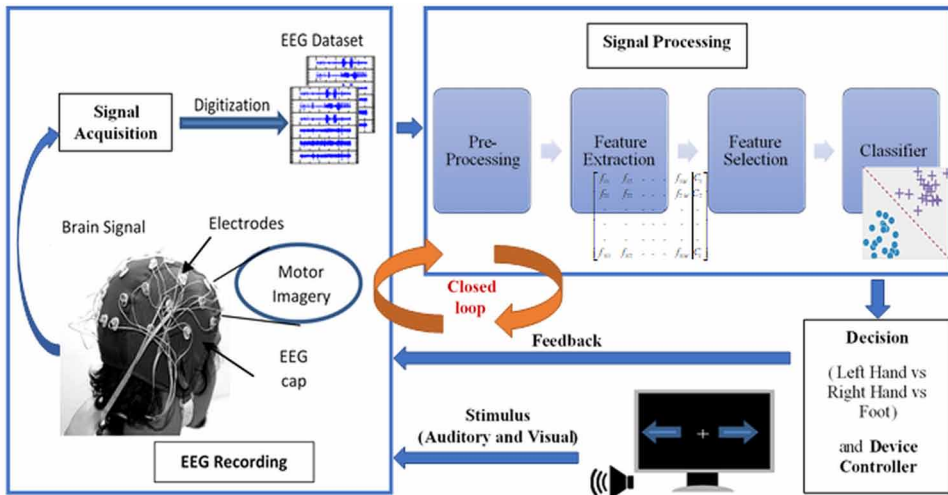 EEG Dataset
Signal
Acquisition
Digitization
Brain Signal
Electrodes
Motor
Imagery
EEG
cap
EEG Recording
Signal Processing
Pre-
Processing
Feature
Extraction
Feature
Selection
Classifier
Closed
loop
Feedback
Stimulus
(Auditory and Visual)
Decision
(Left Hand vs
Right Hand vs
Foot)
and Device
Controller